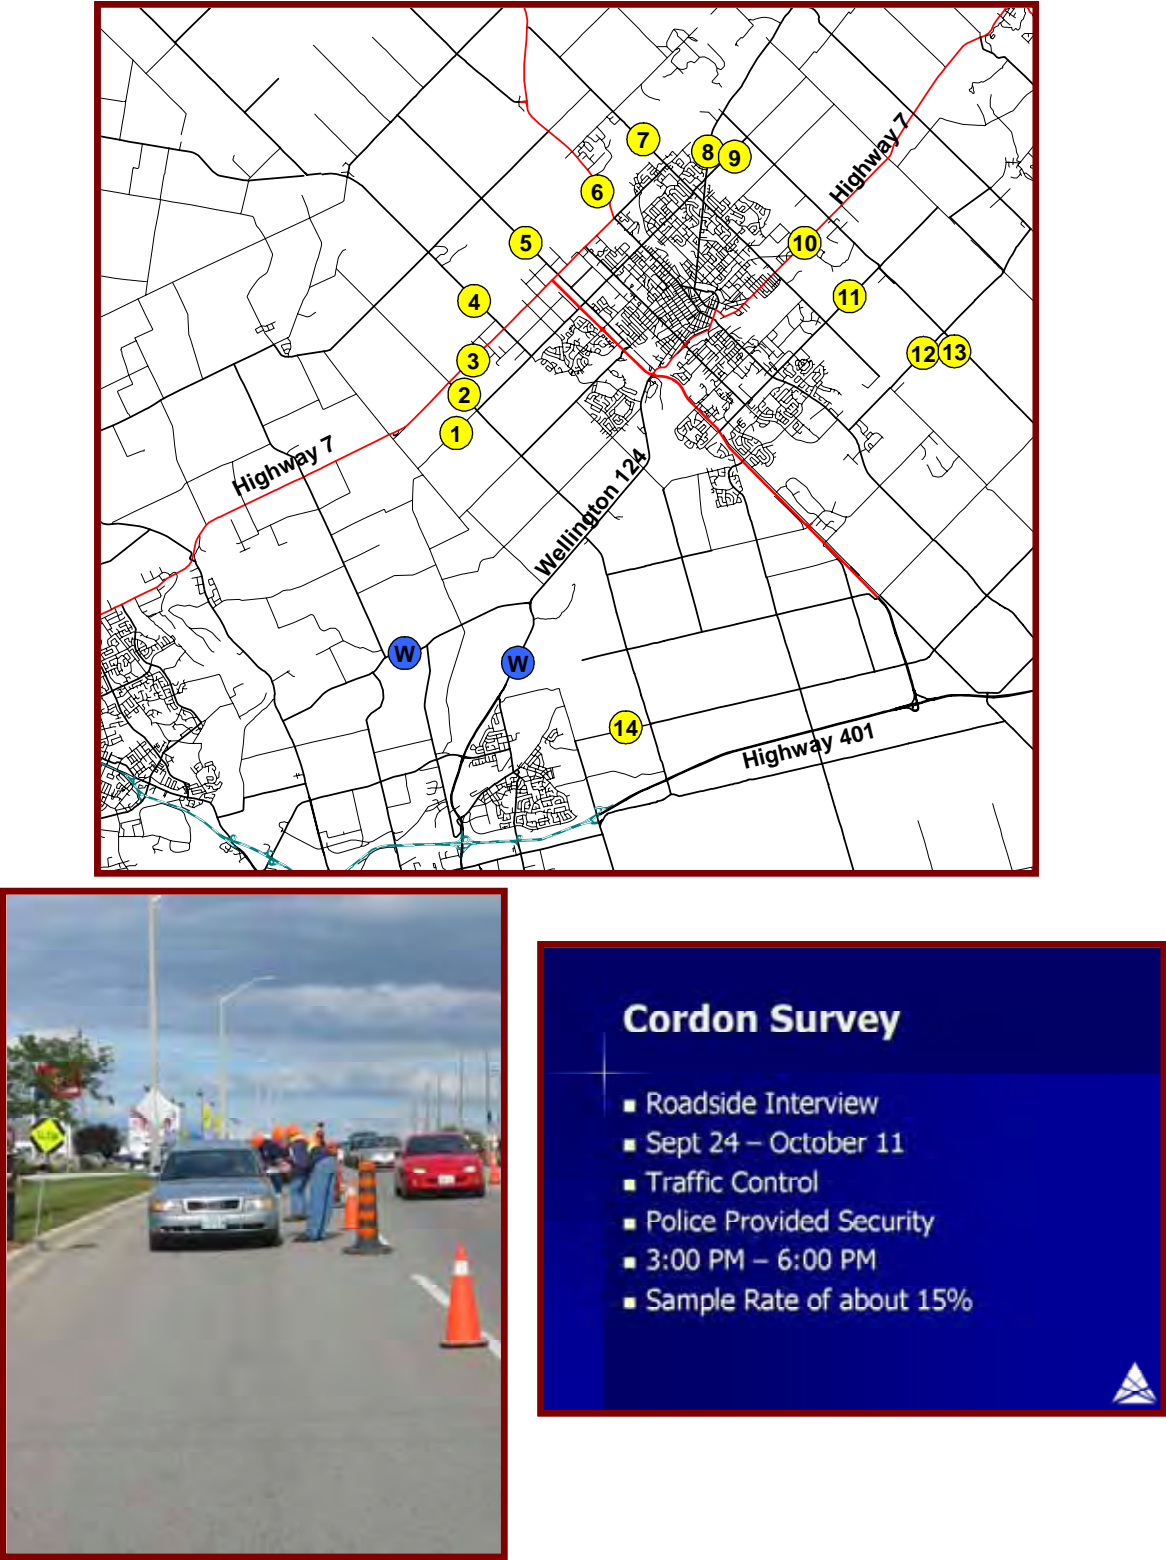 7
8
9
Highway 7
6
5
10
4
11
3
12
13
2
1
Highway 7
Wellington 124
W
W
14
Highway 401
Cordon Survey
Roadside Interview
Sept 24 – October 11
Traffic Control
Police Provided Security
3:00 PM – 6:00 PM
Sample Rate of about 15%